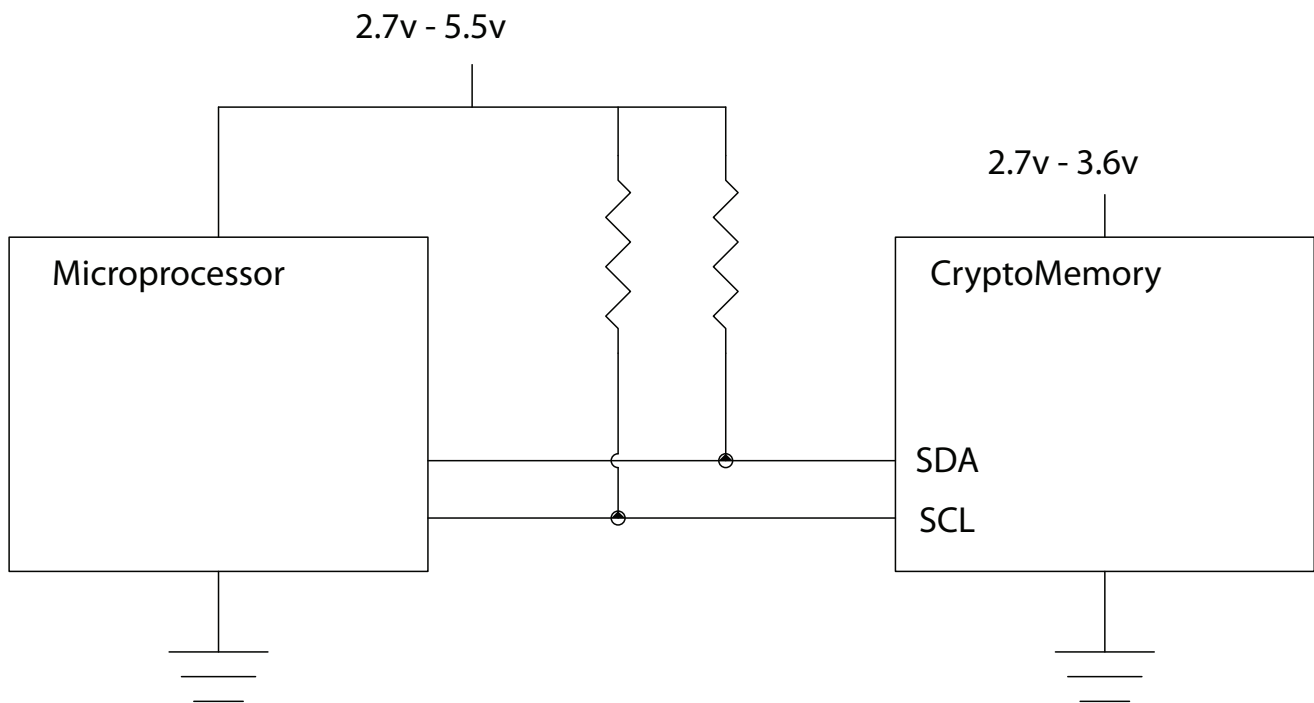 2.7v - 5.5v
2.7v - 3.6v
Microprocessor
CryptoMemory
SDA
SCL